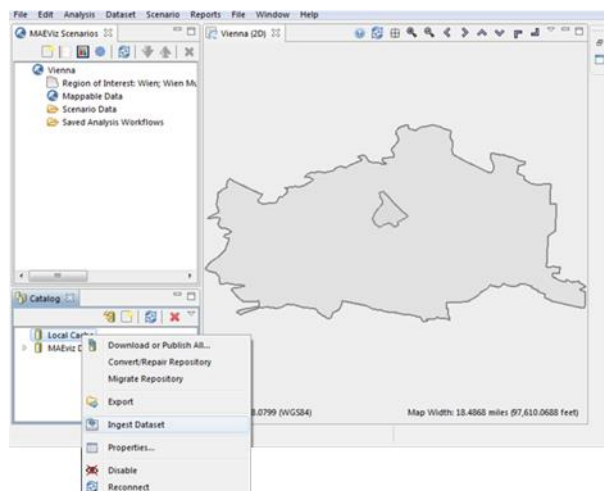 File Edit Analysis Dataset Scenario Reports File Window Help
MAEViz Scenarios
Vienna
Region of Interest: Wien; Wien Mu
Mappable Data
Scenario Data
Saved Analysis Workflows
Vienna (2D)
Catalog
Local Cache
MAEviz D
Download or Publish All...
Convert/Repair Repository
Migrate Repository
Export
Ingest Dataset
Properties...
Disable
Reconnect
8.0799 (WGS84)
Map Width: 18.4868 miles (97,610.0688 feet)